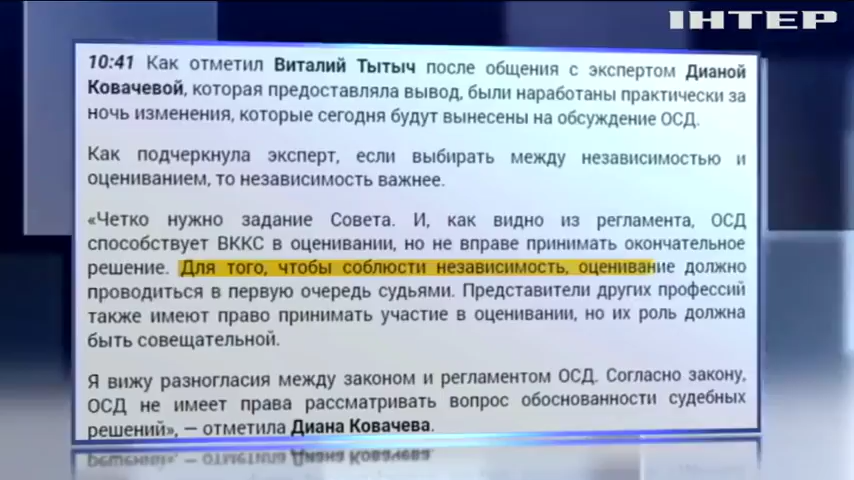 ІНТЕР
10:41 Как отметил Виталий Тытыч после общения с экспертом Дианой
Ковачевой, которая предоставляла вывод, были наработаны практически за
ночь изменения, которые сегодня будут вынесены на обсуждение ОСД.
Как подчеркнула эксперт, если выбирать между независимостью и
оцениванием, то независимость важнее.
«Четко нужно задание Совета. И, как видно из регламента, ОСД
способствует ВККС в оценивании, но не вправе принимать окончательное
решение. Для того, чтобы соблюсти независимость, оценивание должно
проводиться в первую очередь судьями. Представители других профессий
также имеют право принимать участие в оценивании, но их роль должна
быть совещательной.
Я вижу разногласия между законом и регламентом ОСД. Согласно закону,
ОСД не имеет права рассматривать вопрос обоснованности судебных
решений», — отметила Диана Ковачева.